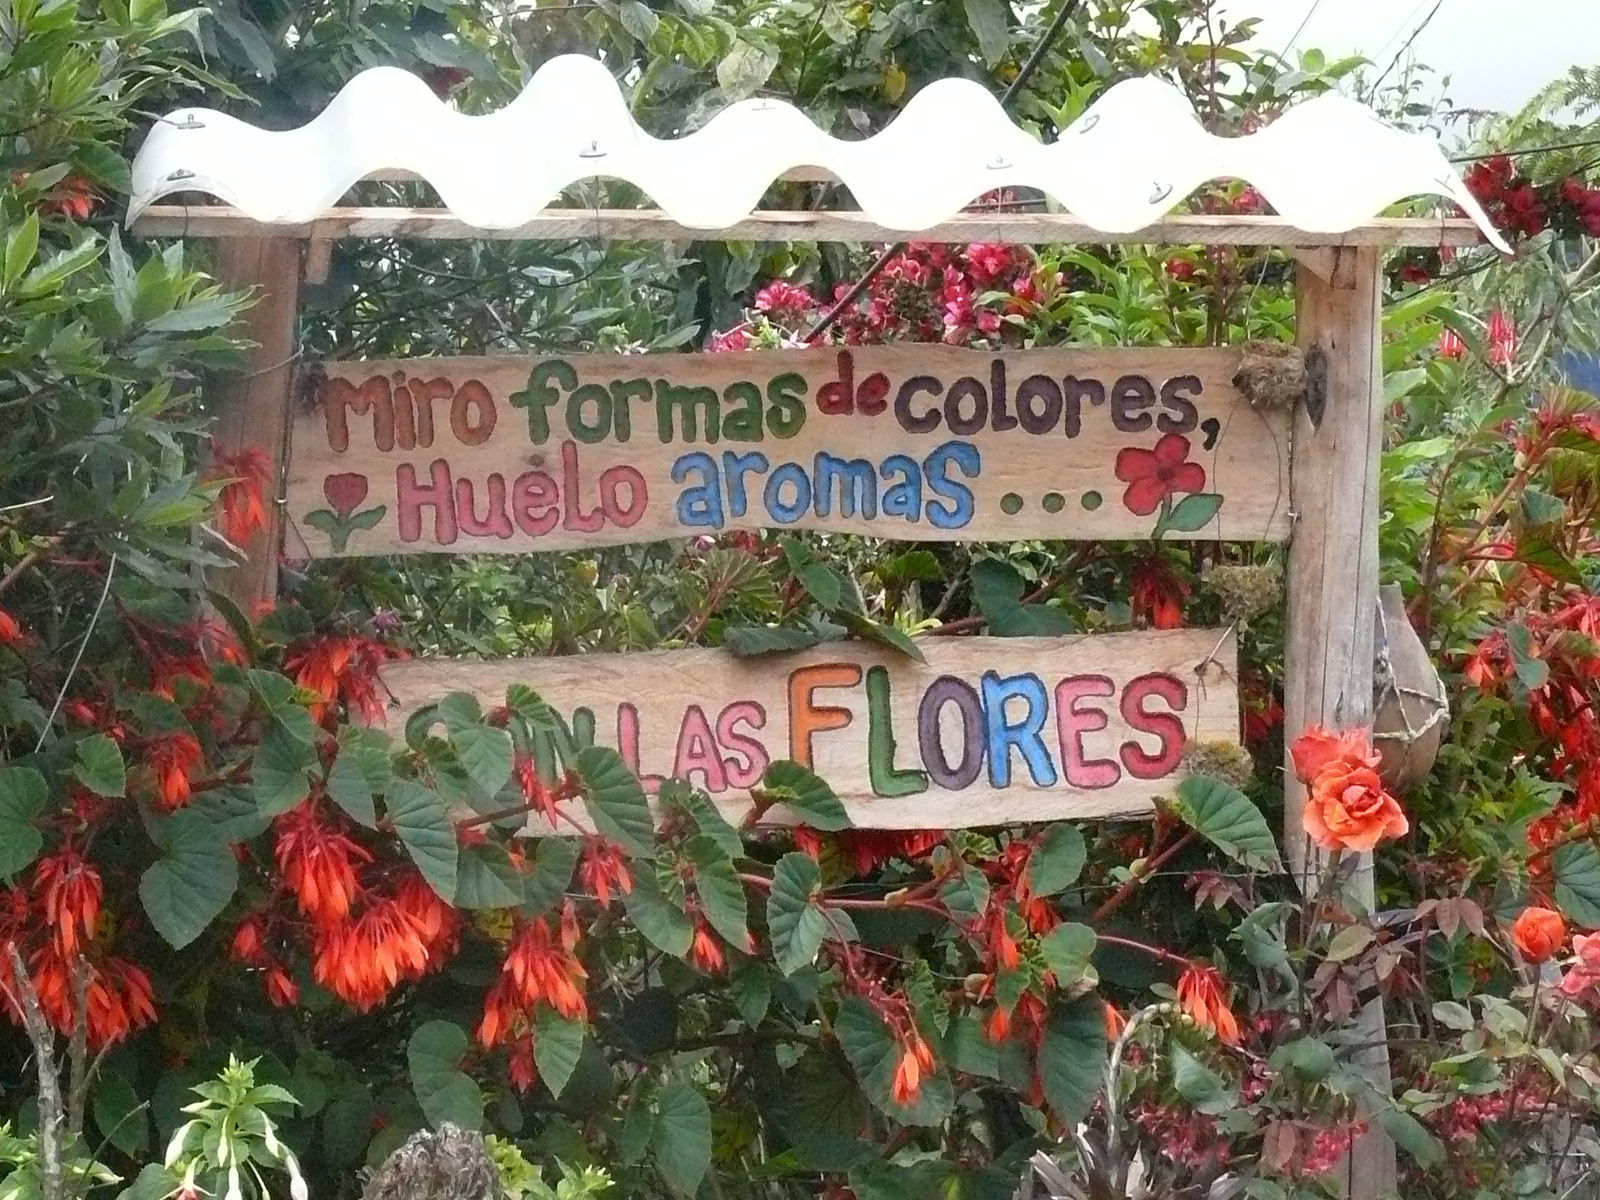 Miro formas de colores,
Huelo aromas...
LAS FLORES